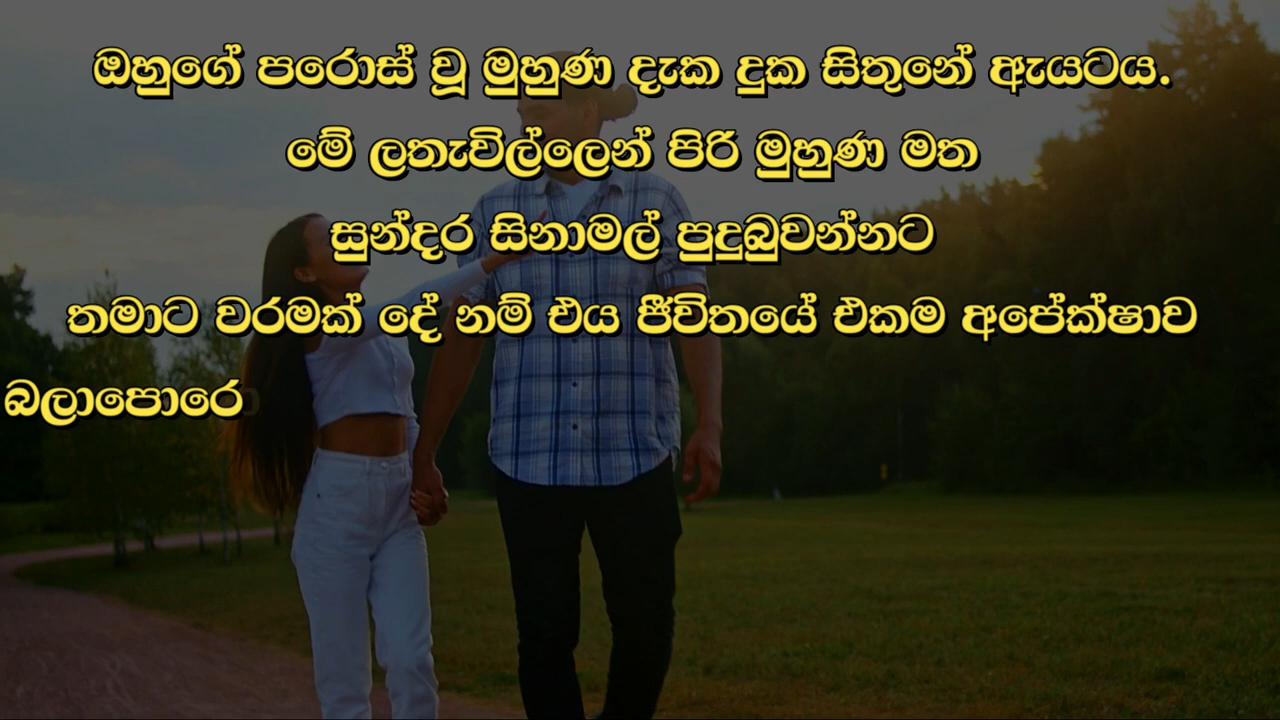 ඔහුගේ පරොස් වූ මුහුණ දැක දුක සිතුනේ ඇයටය.
මේ ලතැවිල්ලෙන් පිරි මුහුණ මත
සුන්දර සිනාමල් පුදුබුවන්නට
තමාට වරමක් දේ නම් එය ජීවිතයේ එකම අපේක්ෂාව
බලාපොරො